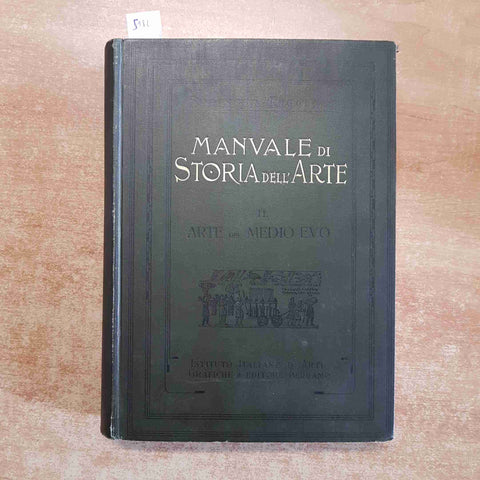 MANVALE DI
STORIA DELL'ARTE
II.
ARTE DEL MEDIO EVO
ISTITUTO ITALIANO D'ARTI
GRAFICHE EDITORE BERGAMO